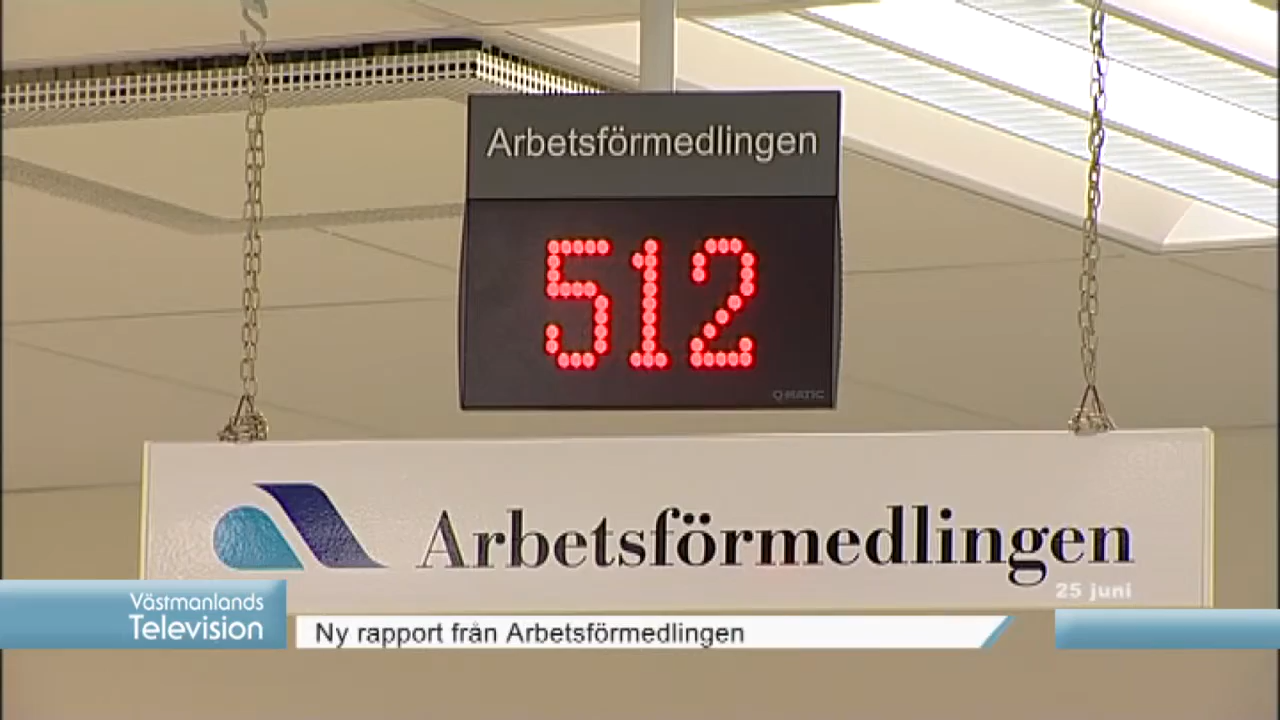 Arbetsförmedlingen
512
Q-MATIC
Arbetsförmedlingen
25 juni
Västmanlands
Television
Ny rapport från Arbetsförmedlingen